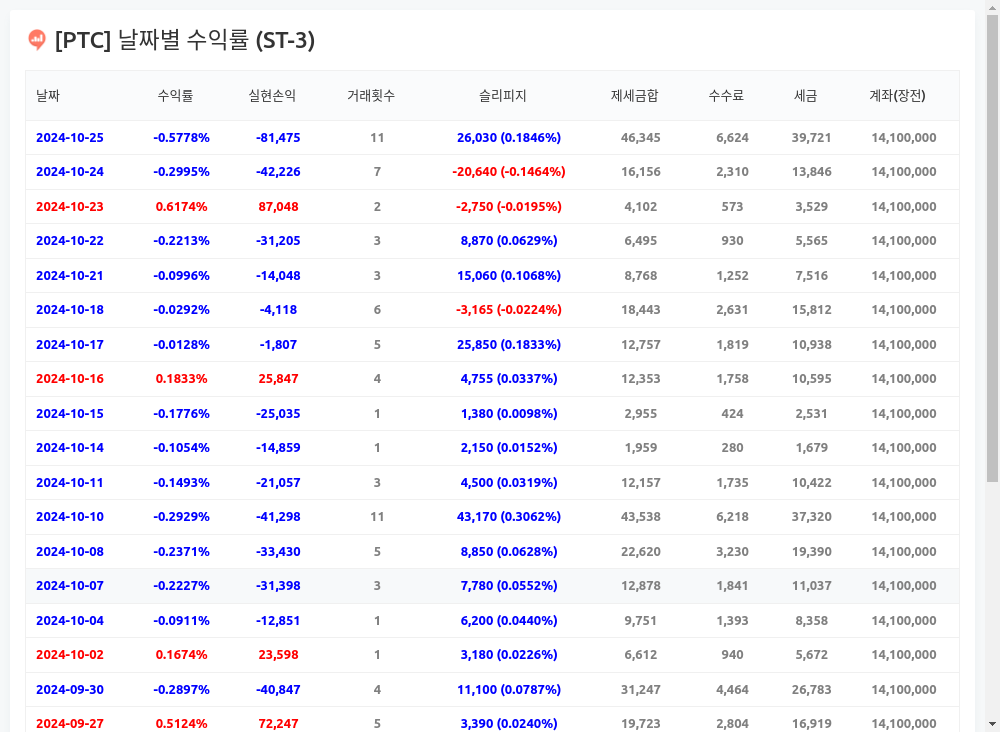 [PTC] 날짜별 수익률 (ST-3)
날짜 수익률 실현손익 거래횟수 슬리피지 제세금합 수수료 세금 계좌(장전)
2024-10-25 -0.5778% -81,475 11 26,030 (0.1846%) 46,345 6,624 39,721 14,100,000
2024-10-24 -0.2995% -42,226 7 -20,640 (-0.1464%) 16,156 2,310 13,846 14,100,000
2024-10-23 0.6174% 87,048 2 -2,750 (-0.0195%) 4,102 573 3,529 14,100,000
2024-10-22 -0.2213% -31,205 3 8,870 (0.0629%) 6,495 930 5,565 14,100,000
2024-10-21 -0.0996% -14,048 3 15,060 (0.1068%) 8,768 1,252 7,516 14,100,000
2024-10-18 -0.0292% -4,118 6 -3,165 (-0.0224%) 18,443 2,631 15,812 14,100,000
2024-10-17 -0.0128% -1,807 5 25,850 (0.1833%) 12,757 1,819 10,938 14,100,000
2024-10-16 0.1833% 25,847 4 4,755 (0.0337%) 12,353 1,758 10,595 14,100,000
2024-10-15 -0.1776% -25,035 1 1,380 (0.0098%) 2,955 424 2,531 14,100,000
2024-10-14 -0.1054% -14,859 1 2,150 (0.0152%) 1,959 280 1,679 14,100,000
2024-10-11 -0.1493% -21,057 3 4,500 (0.0319%) 12,157 1,735 10,422 14,100,000
2024-10-10 -0.2929% -41,298 11 43,170 (0.3062%) 43,538 6,218 37,320 14,100,000
2024-10-08 -0.2371% -33,430 5 8,850 (0.0628%) 22,620 3,230 19,390 14,100,000
2024-10-07 -0.2227% -31,398 3 7,780 (0.0552%) 12,878 1,841 11,037 14,100,000
2024-10-04 -0.0911% -12,851 1 6,200 (0.0440%) 9,751 1,393 8,358 14,100,000
2024-10-02 0.1674% 23,598 1 3,180 (0.0226%) 6,612 940 5,672 14,100,000
2024-09-30 -0.2897% -40,847 4 11,100 (0.0787%) 31,247 4,464 26,783 14,100,000
2024-09-27 0.5124% 72,247 5 3,390 (0.0240%) 19,723 2,804 16,919 14,100,000